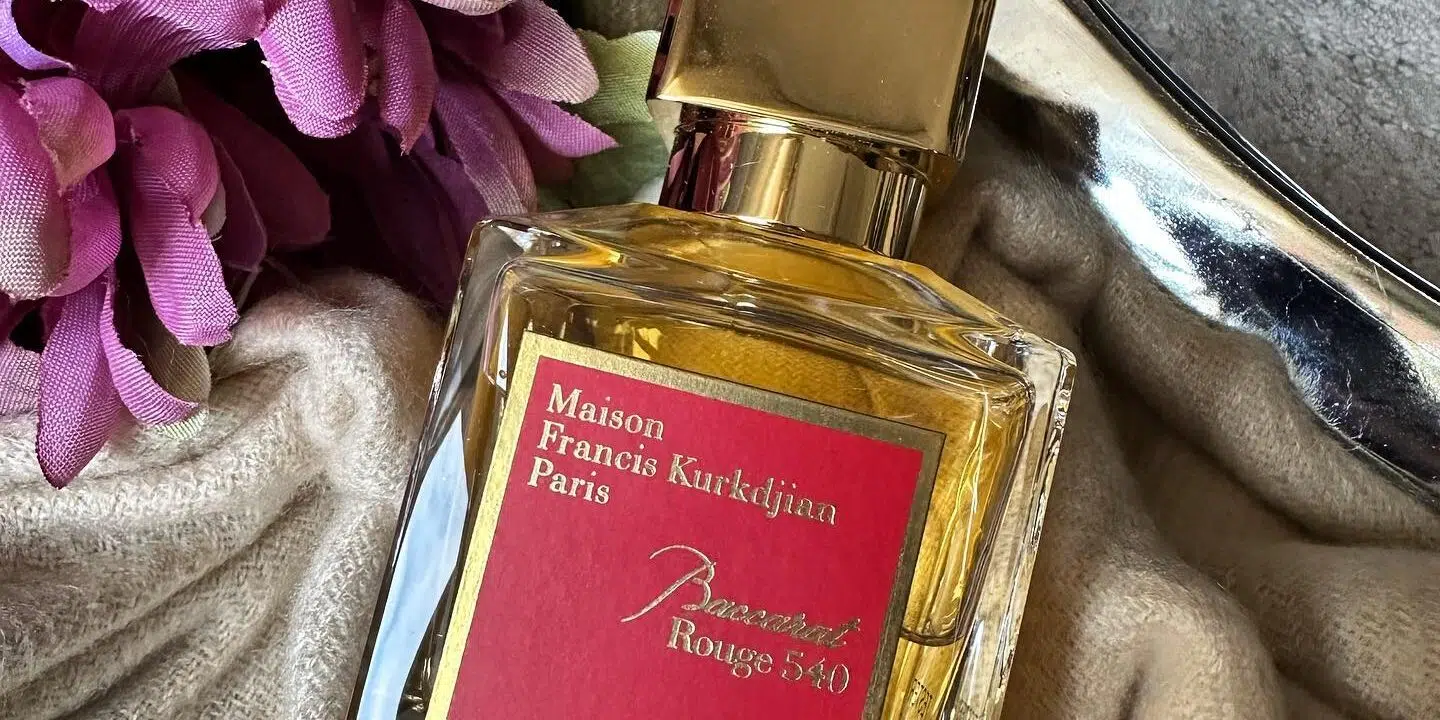 Maison
Francis Kurkdjian
Paris
Baccarat
Rouge 540